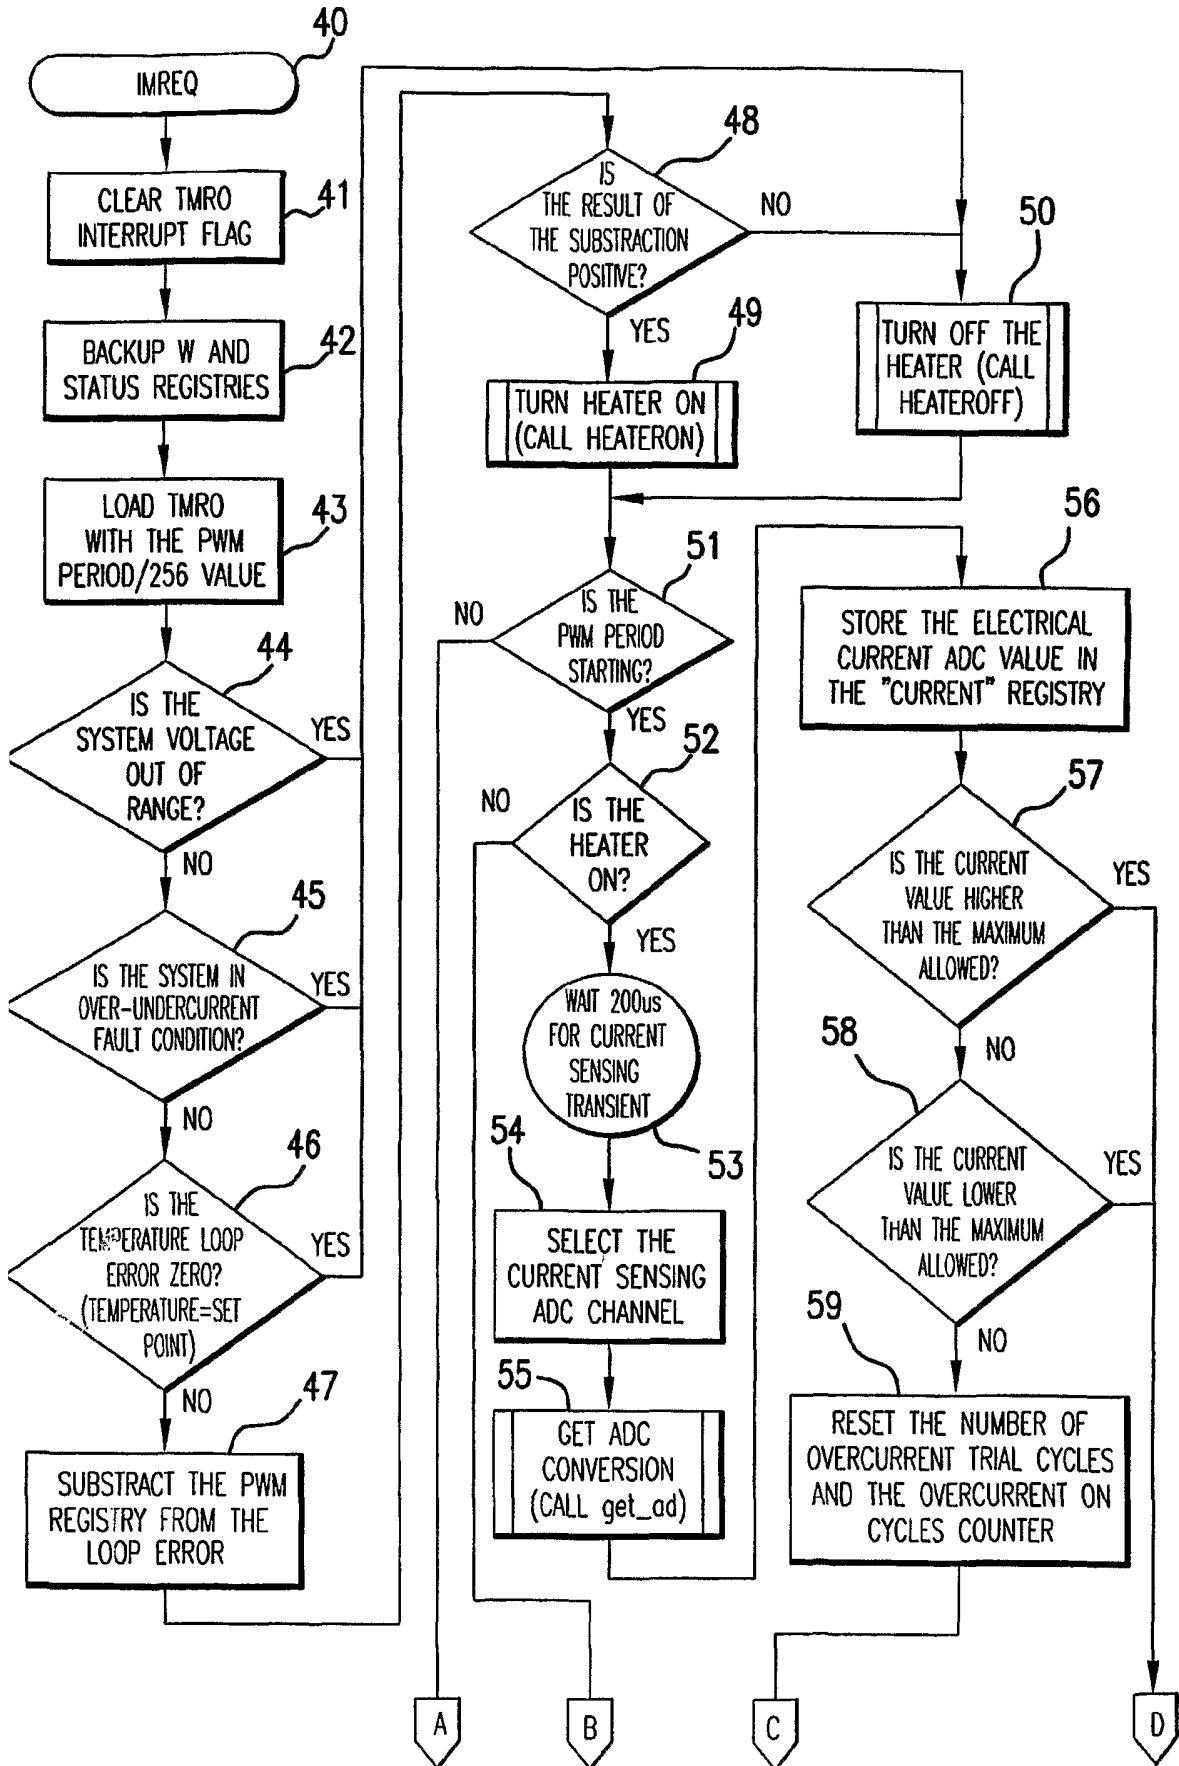 40
IMREQ
41
CLEAR TMRO
INTERRUPT FLAG
42
BACKUP W AND
STATUS REGISTRIES
43
LOAD TMRO
WITH THE PWM
PERIOD/256 VALUE
44
IS THE
SYSTEM VOLTAGE
OUT OF
RANGE?
YES
NO
45
IS THE SYSTEM IN
OVER-UNDERCURRENT
FAULT CONDITION?
YES
NO
46
IS THE
TEMPERATURE LOOP
ERROR ZERO?
(TEMPERATURE=SET
POINT)
YES
NO
47
SUBSTRACT THE PWM
REGISTRY FROM THE
LOOP ERROR
48
IS
THE RESULT OF
THE SUBSTRACTION
POSITIVE?
NO
YES
49
TURN HEATER ON
(CALL HEATERON)
50
TURN OFF THE
HEATER (CALL
HEATEROFF)
51
IS THE
PWM PERIOD
STARTING?
NO
YES
52
IS THE
HEATER
ON?
NO
YES
WAIT 200us
FOR CURRENT
SENSING
TRANSIENT
53
54
SELECT THE
CURRENT SENSING
ADC CHANNEL
55
GET ADC
CONVERSION
(CALL get_ad)
56
STORE THE ELECTRICAL
CURRENT ADC VALUE IN
THE "CURRENT" REGISTRY
57
IS THE CURRENT
VALUE HIGHER
THAN THE MAXIMUM
ALLOWED?
YES
NO
58
IS THE CURRENT
VALUE LOWER
THAN THE MAXIMUM
ALLOWED?
YES
NO
59
RESET THE NUMBER OF
OVERCURRENT TRIAL CYCLES
AND THE OVERCURRENT ON
CYCLES COUNTER
A
B
C
D